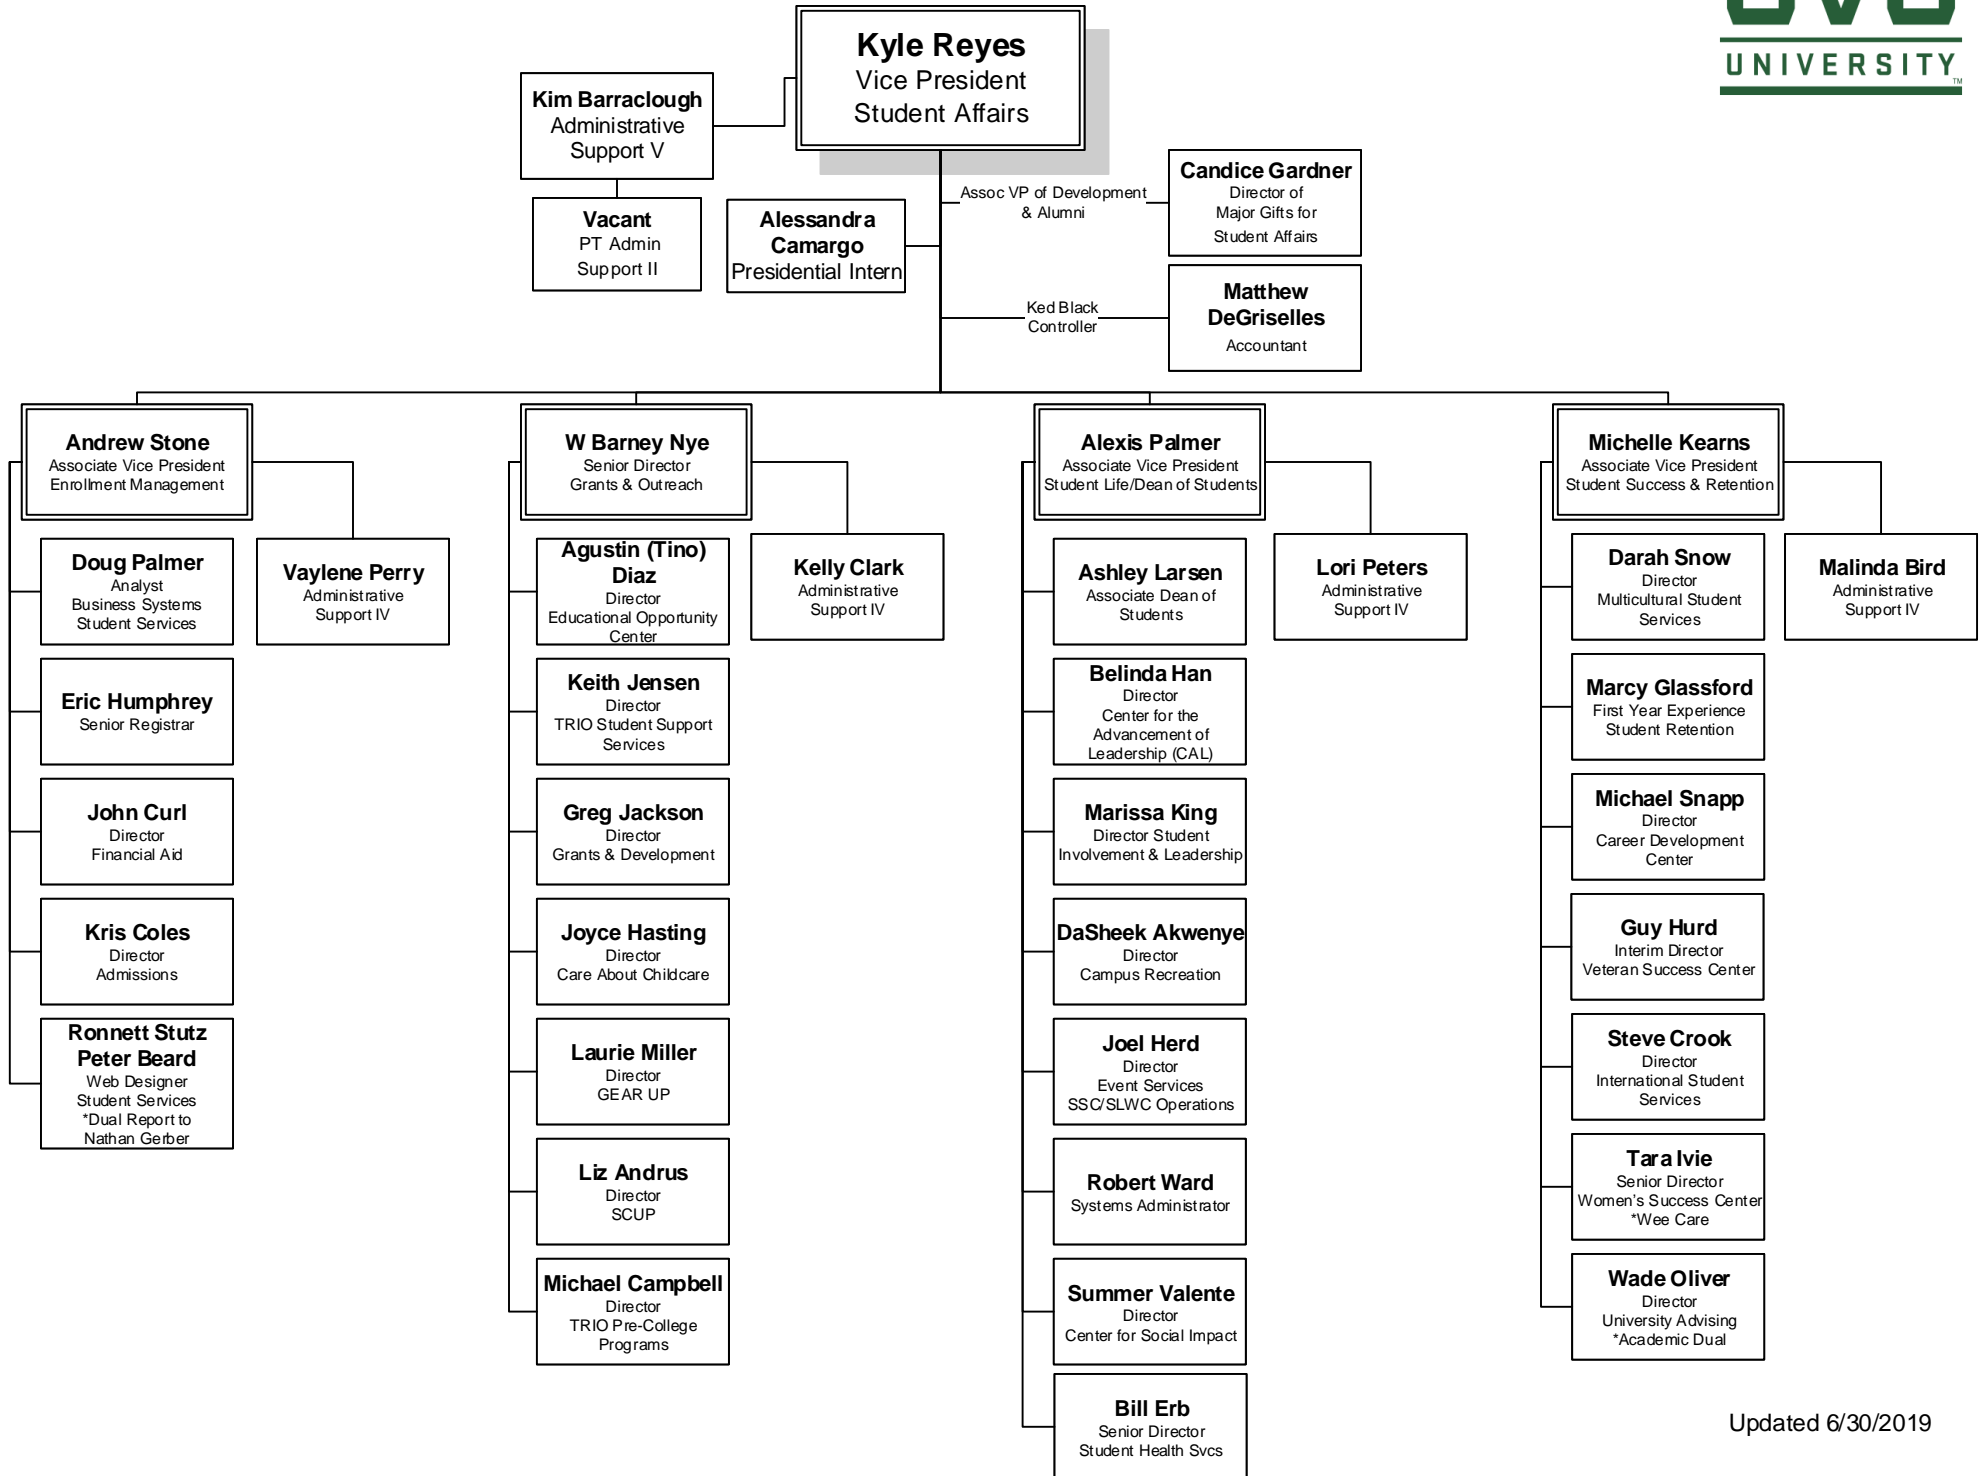 UVU
UNIVERSITY
TM
Kyle Reyes
Vice President
Student Affairs
Kim Barraclough
Administrative
Support V
Vacant
PT Admin
Support II
Alessandra
Camargo
Presidential Intern
Assoc VP of Development
& Alumni
Candice Gardner
Director of
Major Gifts for
Student Affairs
Ked Black
Controller
Matthew
DeGriselles
Accountant
Andrew Stone
Associate Vice President
Enrollment Management
Vaylene Perry
Administrative
Support IV
Doug Palmer
Analyst
Business Systems
Student Services
Eric Humphrey
Senior Registrar
John Curl
Director
Financial Aid
Kris Coles
Director
Admissions
Ronnett Stutz
Peter Beard
Web Designer
Student Services
*Dual Report to
Nathan Gerber
W Barney Nye
Senior Director
Grants & Outreach
Kelly Clark
Administrative
Support IV
Agustin (Tino)
Diaz
Director
Educational Opportunity
Center
Keith Jensen
Director
TRIO Student Support
Services
Greg Jackson
Director
Grants & Development
Joyce Hasting
Director
Care About Childcare
Laurie Miller
Director
GEAR UP
Liz Andrus
Director
SCUP
Michael Campbell
Director
TRIO Pre-College
Programs
Alexis Palmer
Associate Vice President
Student Life/Dean of Students
Lori Peters
Administrative
Support IV
Ashley Larsen
Associate Dean of
Students
Belinda Han
Director
Center for the
Advancement of
Leadership (CAL)
Marissa King
Director Student
Involvement & Leadership
DaSheek Akwenye
Director
Campus Recreation
Joel Herd
Director
Event Services
SSC/SLWC Operations
Robert Ward
Systems Administrator
Summer Valente
Director
Center for Social Impact
Bill Erb
Senior Director
Student Health Svcs
Michelle Kearns
Associate Vice President
Student Success & Retention
Malinda Bird
Administrative
Support IV
Darah Snow
Director
Multicultural Student
Services
Marcy Glassford
First Year Experience
Student Retention
Michael Snapp
Director
Career Development
Center
Guy Hurd
Interim Director
Veteran Success Center
Steve Crook
Director
International Student
Services
Tara Ivie
Senior Director
Women's Success Center
*Wee Care
Wade Oliver
Director
University Advising
*Academic Dual
Updated 6/30/2019